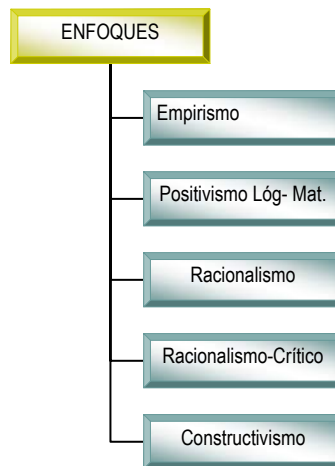 ENFOQUES
Empirismo
Positivismo Lóg- Mat.
Racionalismo
Racionalismo-Crítico
Constructivismo